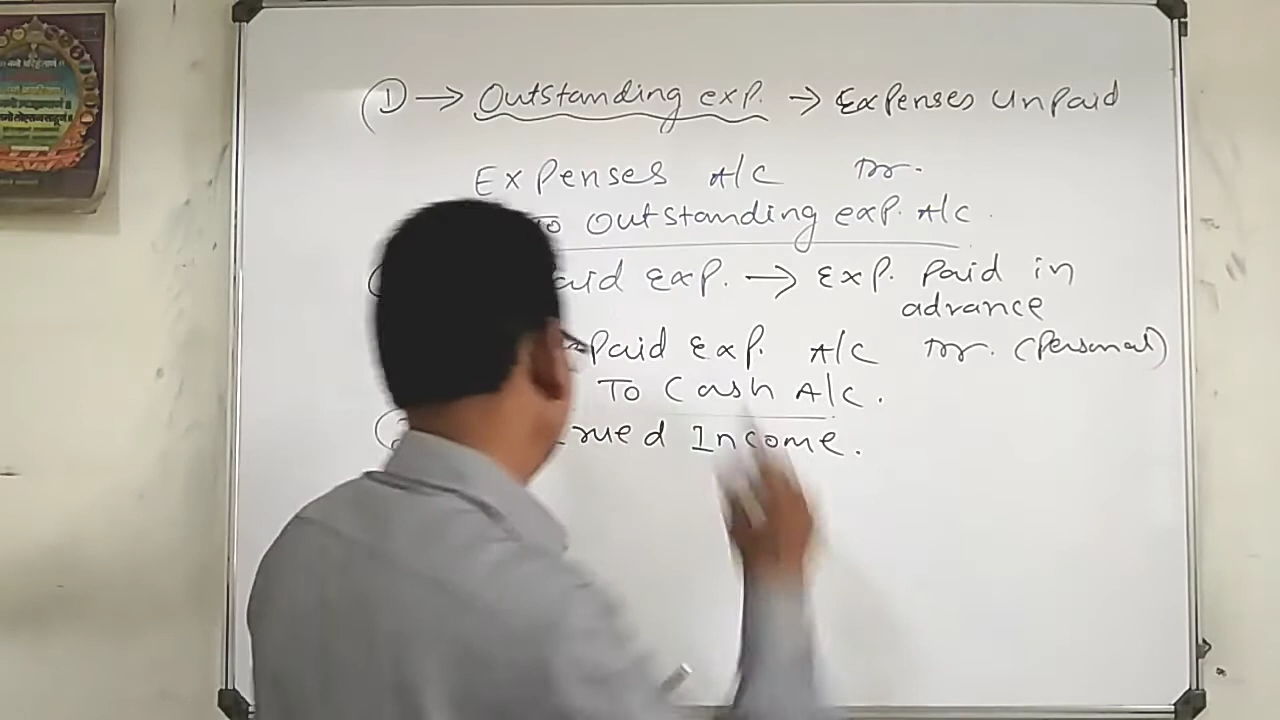 ① → Outstanding exp. → Expenses Unpaid
Expenses A/C Dr.
To Outstanding exp. A/C.
aid exp. → Exp. Paid in
advance
Paid Exp. A/C Dr. (Personal)
To Cash A/C.
rued Income.